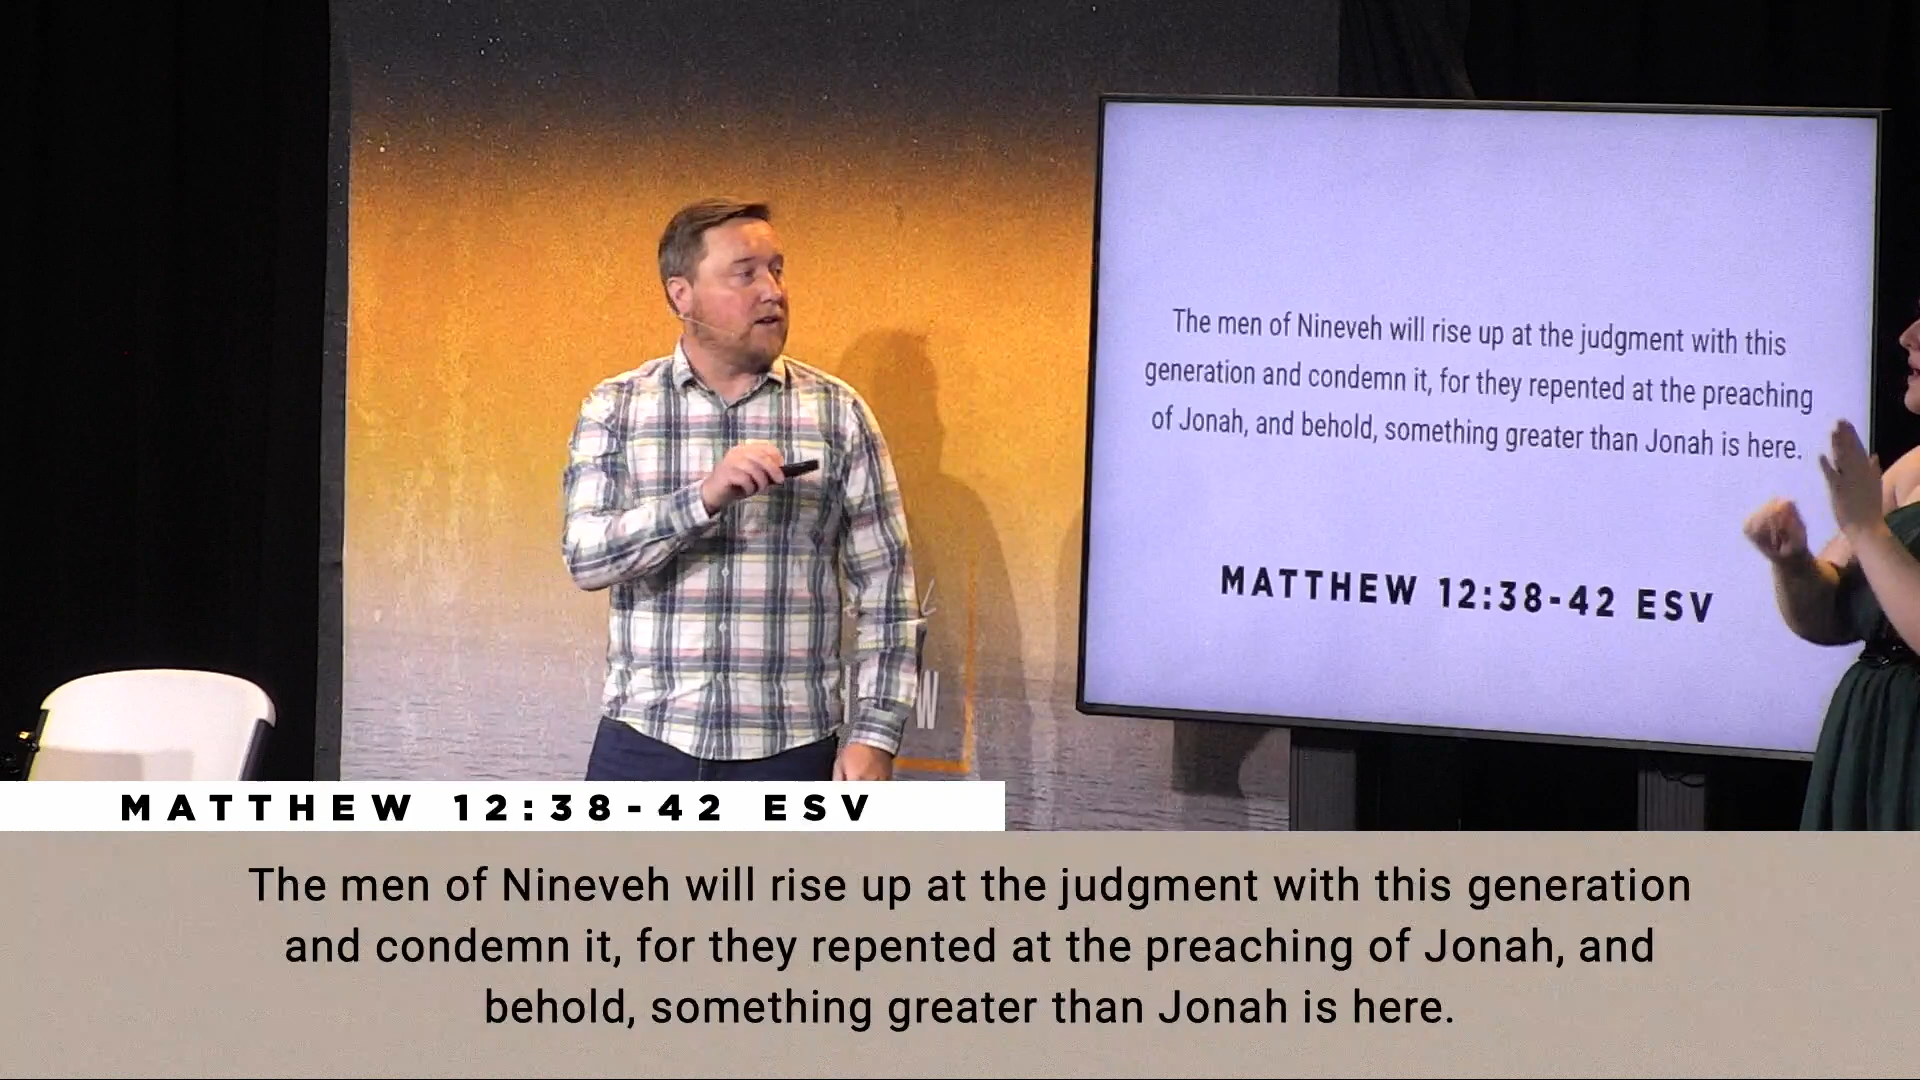 The men of Nineveh will rise up at the judgment with this
generation and condemn it, for they repented at the preaching
of Jonah, and behold, something greater than Jonah is here.
MATTHEW 12:38-42 ESV
W
MATTHEW 12:38-42 ESV
The men of Nineveh will rise up at the judgment with this generation
and condemn it, for they repented at the preaching of Jonah, and
behold, something greater than Jonah is here.